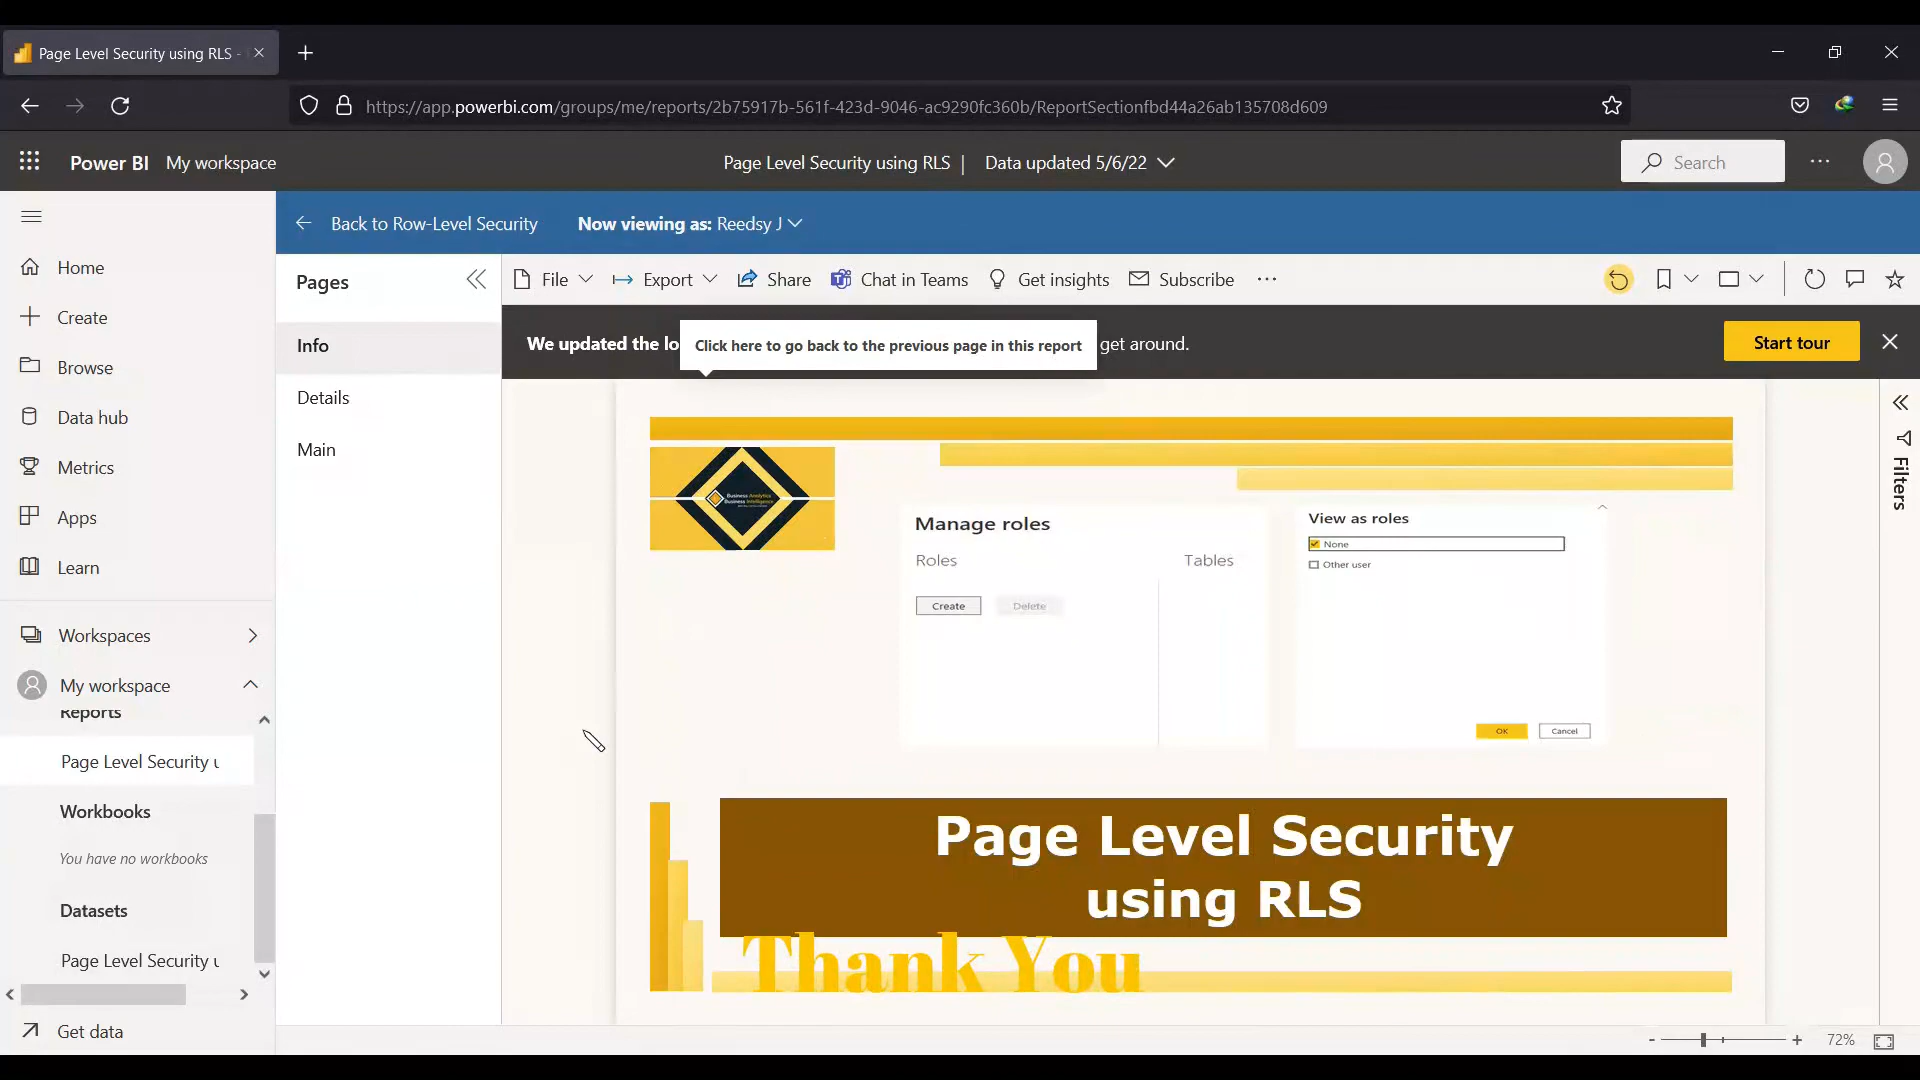 Page Level Security using RLS -
https://app.powerbi.com/groups/me/reports/2b75917b-561f-423d-9046-ac9290fc360b/ReportSectionfbd44a26ab135708d609
Power BI My workspace
Page Level Security using RLS | Data updated 5/6/22
Search
Back to Row-Level Security
Now viewing as: Reedsy J
Home
Create
Browse
Data hub
Metrics
Apps
Learn
Workspaces
My workspace
Reports
Page Level Security u
Workbooks
You have no workbooks
Datasets
Page Level Security u
Get data
Pages
Info
Details
Main
File Export Share Chat in Teams Get insights Subscribe
We updated the lo
Click here to go back to the previous page in this report
get around.
Start tour
Filters
Business Analytics
Business Intelligence
Manage roles
Roles Tables
Create Delete
View as roles
None
Other user
OK Cancel
Page Level Security
using RLS
Thank You
- + 72%